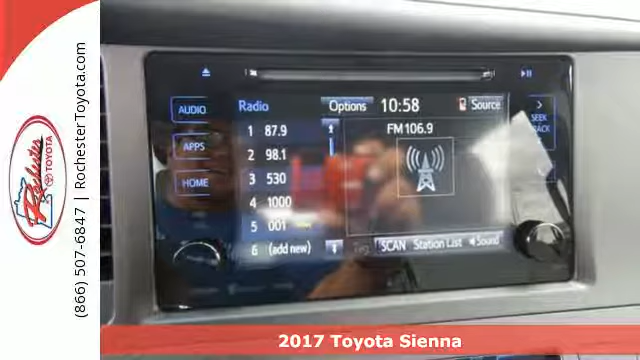 (866) 507-6847 | RochesterToyota.com
Rochester
TOYOTA
AUDIO
APPS
HOME
Radio
Options
10:58
Source
FM 106.9
1 87.9
2 98.1
3 530
4 1000
5 001
6 (add new)
Tag
SCAN
Station List
Sound
SEEK
TRACK
2017 Toyota Sienna